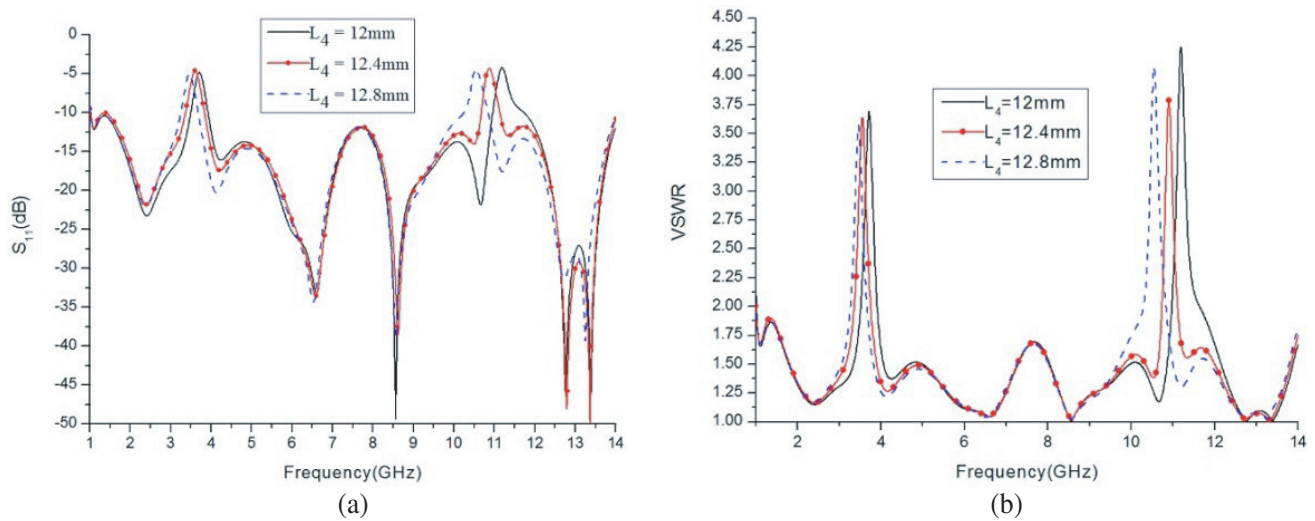 L4 = 12mm
L4 = 12.4mm
L4 = 12.8mm
0
-5
-10
-15
-20
-25
-30
-35
-40
-45
-50
S11(dB)
1 2 3 4 5 6 7 8 9 10 11 12 13 14
Frequency(GHz)
(a)
L4=12mm
L4=12.4mm
L4=12.8mm
4.50
4.25
4.00
3.75
3.50
3.25
3.00
2.75
2.50
2.25
2.00
1.75
1.50
1.25
1.00
VSWR
2 4 6 8 10 12 14
Frequency(GHz)
(b)